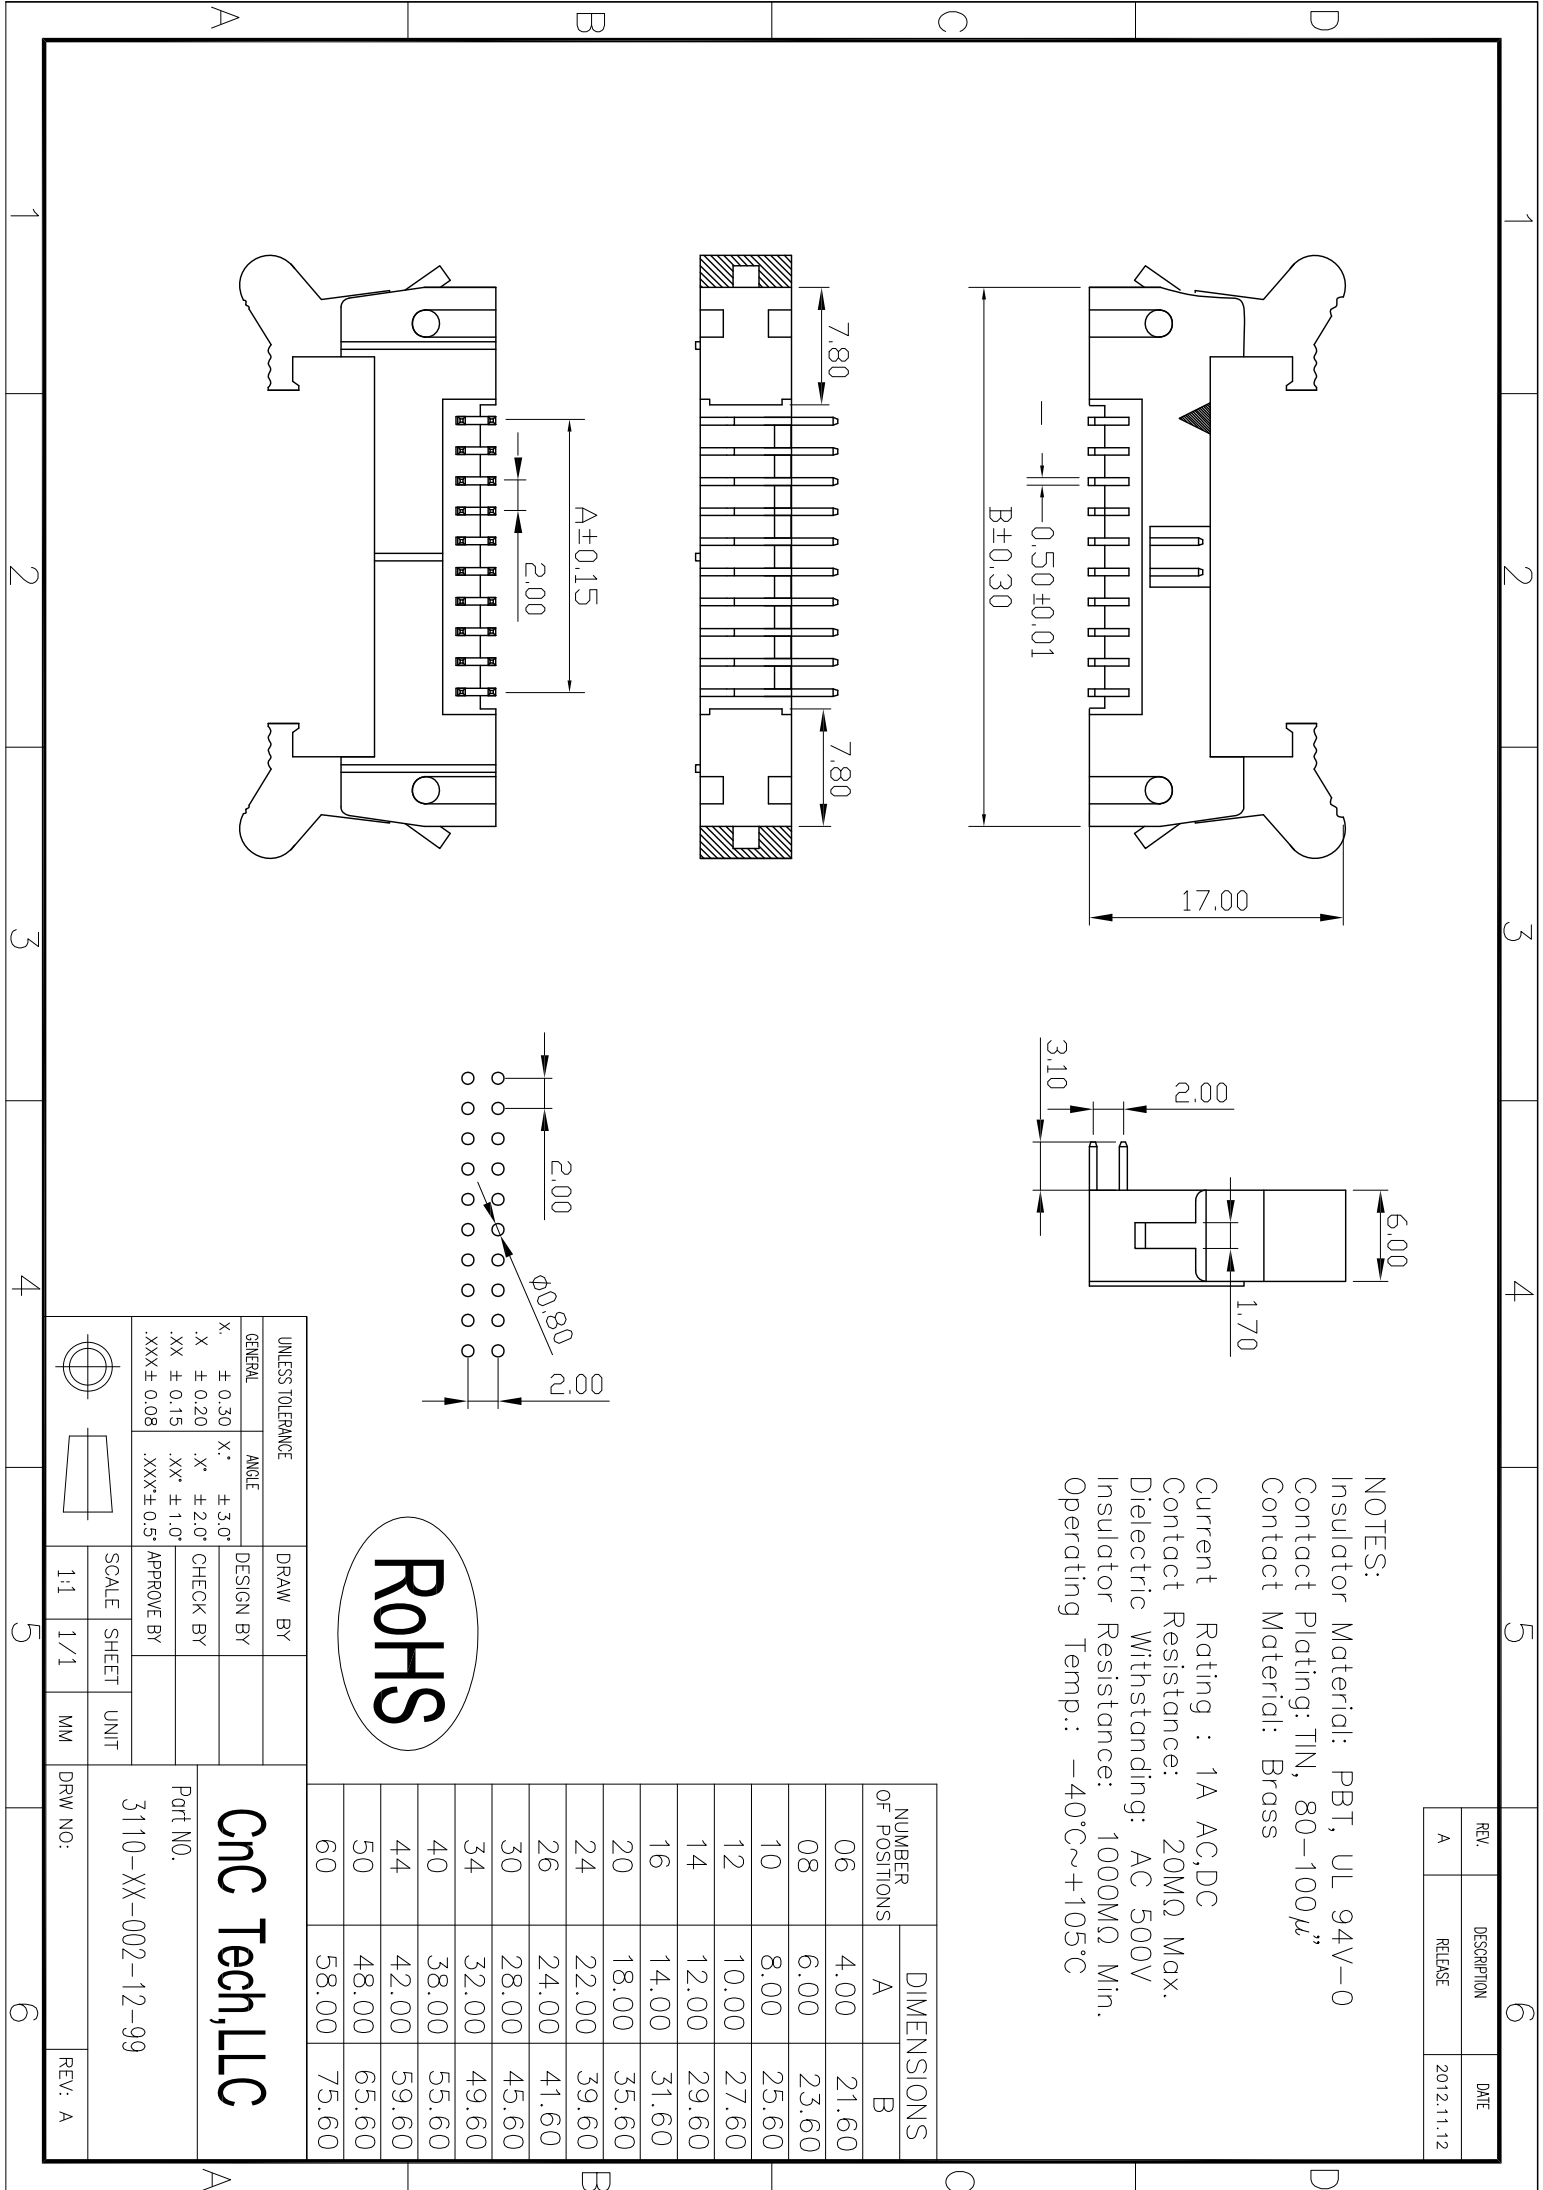 1
2
3
4
5
6
D
C
B
A
REV.
DESCRIPTION
DATE
A
RELEASE
2012.11.12
17.00
0.50±0.01
B±0.30
7.80
7.80
A±0.15
2.00
6.00
1.70
2.00
3.10
2.00
Ø0.80
2.00
NOTES:
Insulator Material: PBT, UL 94V-0
Contact Plating: TIN, 80-100μ"
Contact Material: Brass
Current Rating : 1A AC,DC
Contact Resistance: 20MΩ Max.
Dielectric Withstanding: AC 500V
Insulator Resistance: 1000MΩ Min.
Operating Temp.: -40°C~+105°C
NUMBER OF POSITIONS
DIMENSIONS
A B
06 4.00 21.60
08 6.00 23.60
10 8.00 25.60
12 10.00 27.60
14 12.00 29.60
16 14.00 31.60
20 18.00 35.60
24 22.00 39.60
26 24.00 41.60
30 28.00 45.60
34 32.00 49.60
40 38.00 55.60
44 42.00 59.60
50 48.00 65.60
60 58.00 75.60
RoHS
UNLESS TOLERANCE
GENERAL ANGLE
X. ± 0.30 X.° ± 3.0°
.X ± 0.20 .X° ± 2.0°
.XX ± 0.15 .XX° ± 1.0°
.XXX ± 0.08 .XXX° ± 0.5°
DRAW BY
DESIGN BY
CHECK BY
APPROVE BY
SCALE SHEET UNIT
1:1 1/1 MM
CnC Tech,LLC
Part NO.
3110-XX-002-12-99
DRW NO.:
REV: A
1
2
3
4
5
6
D
C
B
A